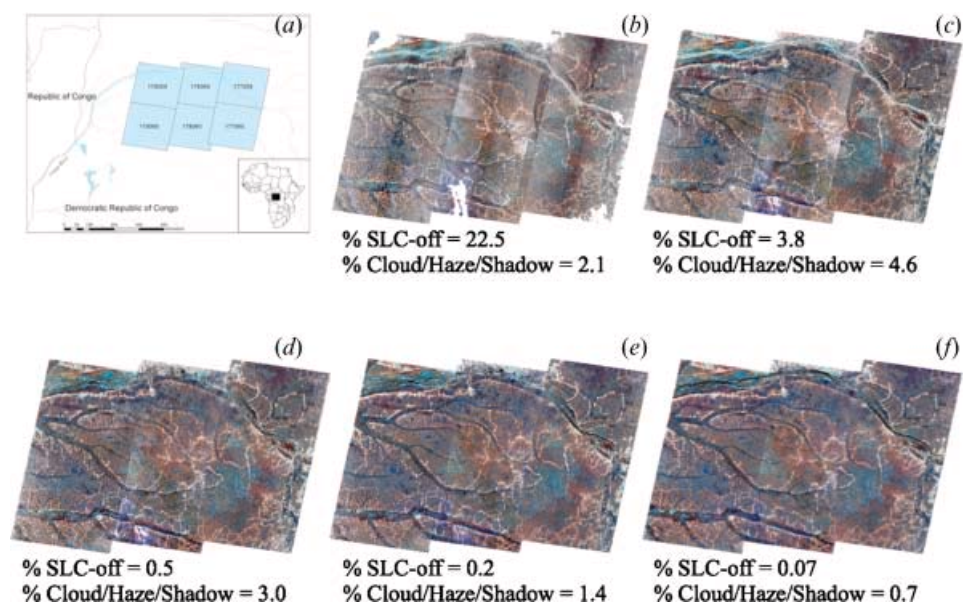 (a)
Republic of Congo
Democratic Republic of Congo
(b)
% SLC-off = 22.5
% Cloud/Haze/Shadow = 2.1
(c)
% SLC-off = 3.8
% Cloud/Haze/Shadow = 4.6
(d)
% SLC-off = 0.5
% Cloud/Haze/Shadow = 3.0
(e)
% SLC-off = 0.2
% Cloud/Haze/Shadow = 1.4
(f)
% SLC-off = 0.07
% Cloud/Haze/Shadow = 0.7